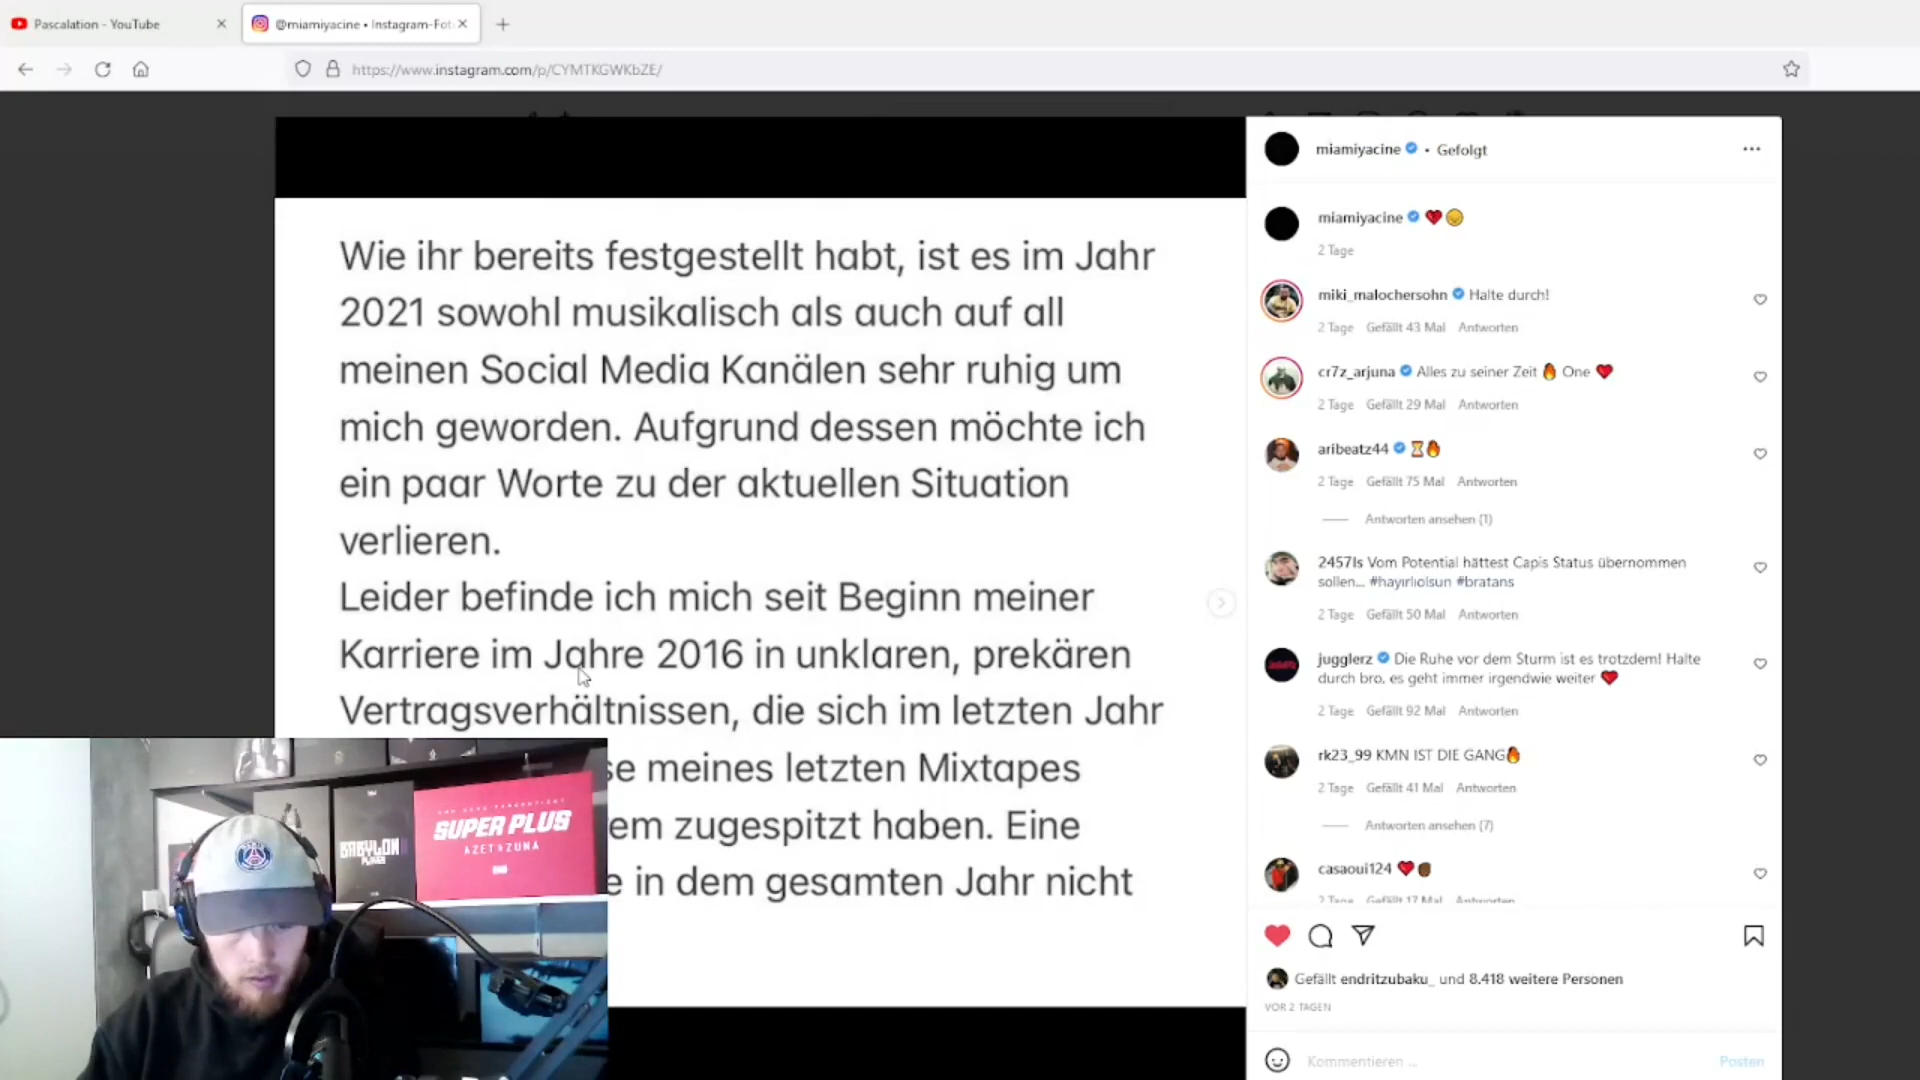 Pascalation - YouTube
@miamiyacine • Instagram-Fot
https://www.instagram.com/p/CYMTKGWKbZE/
Wie ihr bereits festgestellt habt, ist es im Jahr
2021 sowohl musikalisch als auch auf all
meinen Social Media Kanälen sehr ruhig um
mich geworden. Aufgrund dessen möchte ich
ein paar Worte zu der aktuellen Situation
verlieren.
Leider befinde ich mich seit Beginn meiner
Karriere im Jahre 2016 in unklaren, prekären
Vertragsverhältnissen, die sich im letzten Jahr
se meines letzten Mixtapes
em zugespitzt haben. Eine
e in dem gesamten Jahr nicht
miamiyacine • Gefolgt
miamiyacine
2 Tage
miki_malochersohn Halte durch!
2 Tage Gefällt 43 Mal Antworten
cr7z_arjuna Alles zu seiner Zeit 🔥 One ❤️
2 Tage Gefällt 29 Mal Antworten
aribeatz44 ⏳🔥
2 Tage Gefällt 75 Mal Antworten
Antworten ansehen (1)
2457ls Vom Potential hättest Capis Status übernommen
sollen... #hayırlıolsun #bratans
2 Tage Gefällt 50 Mal Antworten
jugglerz Die Ruhe vor dem Sturm ist es trotzdem! Halte
durch bro. es geht immer irgendwie weiter ❤️
2 Tage Gefällt 92 Mal Antworten
rk23_99 KMN IST DIE GANG🔥
2 Tage Gefällt 41 Mal Antworten
Antworten ansehen (7)
casaoui124
2 Tage Gefällt 17 Mal Antworten
Gefällt endritzubaku_ und 8.418 weitere Personen
VOR 2 TAGEN
Kommentieren ...
Posten
BABYLON
SUPER PLUS
AZET & ZUNA